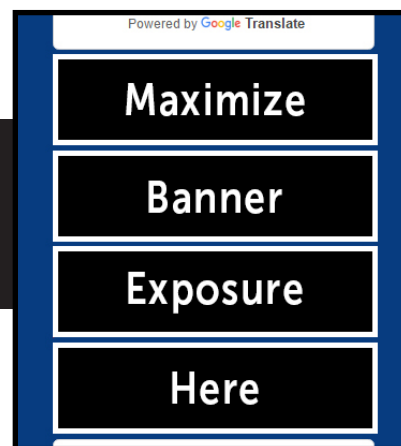 Powered by Google Translate
Maximize
Banner
Exposure
Here